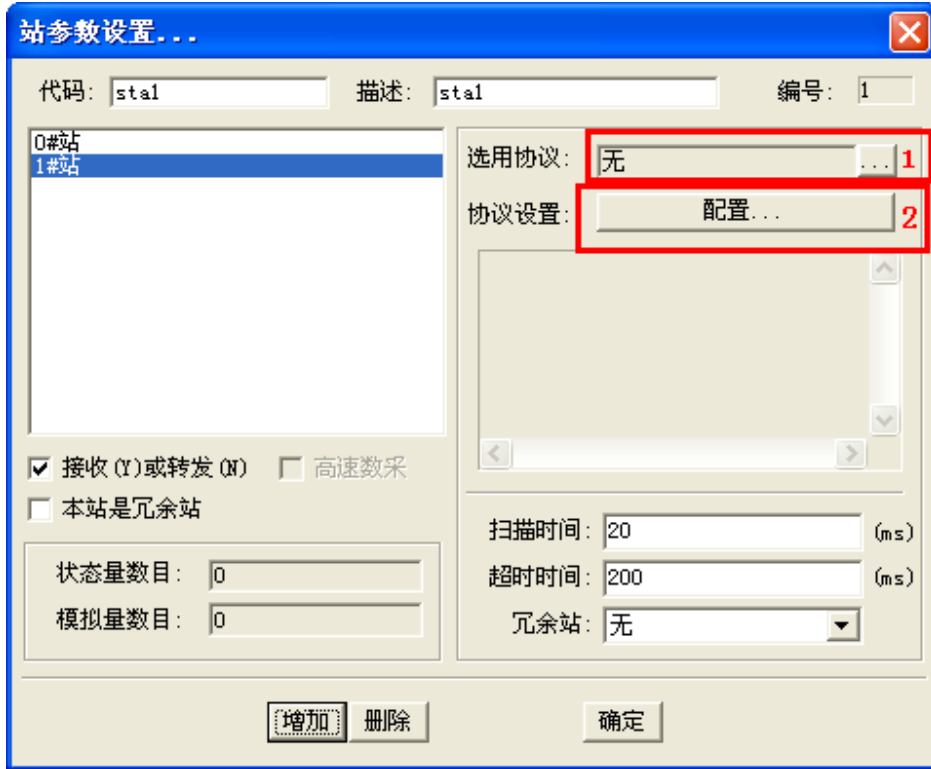 站参数设置...
代码: sta1 描述: sta1 编号: 1
0#站
1#站
选用协议: 无 ... 1
协议设置: 配置... 2
接收(Y)或转发(N) 高速数采
本站是冗余站
状态量数目: 0
模拟量数目: 0
扫描时间: 20 (ms)
超时时间: 200 (ms)
冗余站: 无
增加 删除 确定